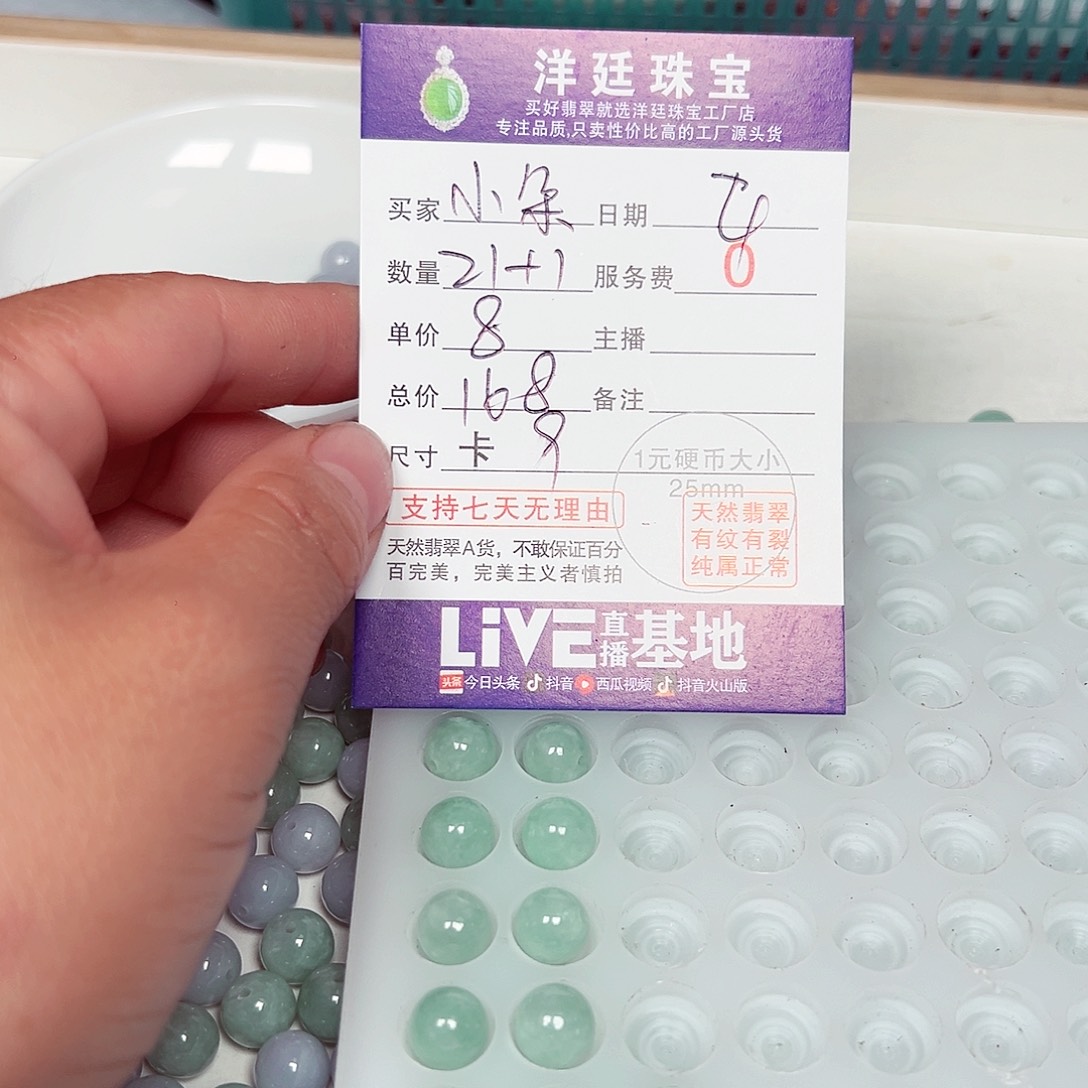 洋廷珠宝
买好翡翠就选洋廷珠宝工厂店
专注品质,只卖性价比高的工厂源头货
买家 小朵 日期
数量 21+1 服务费 0
单价 8 主播
总价 168 备注
尺寸 卡 1元硬币大小
25mm
支持七天无理由
天然翡翠
有纹有裂
纯属正常
天然翡翠A货，不敢保证百分
百完美，完美主义者慎拍
LiVE直播基地
头条 今日头条 抖音 西瓜视频 抖音火山版